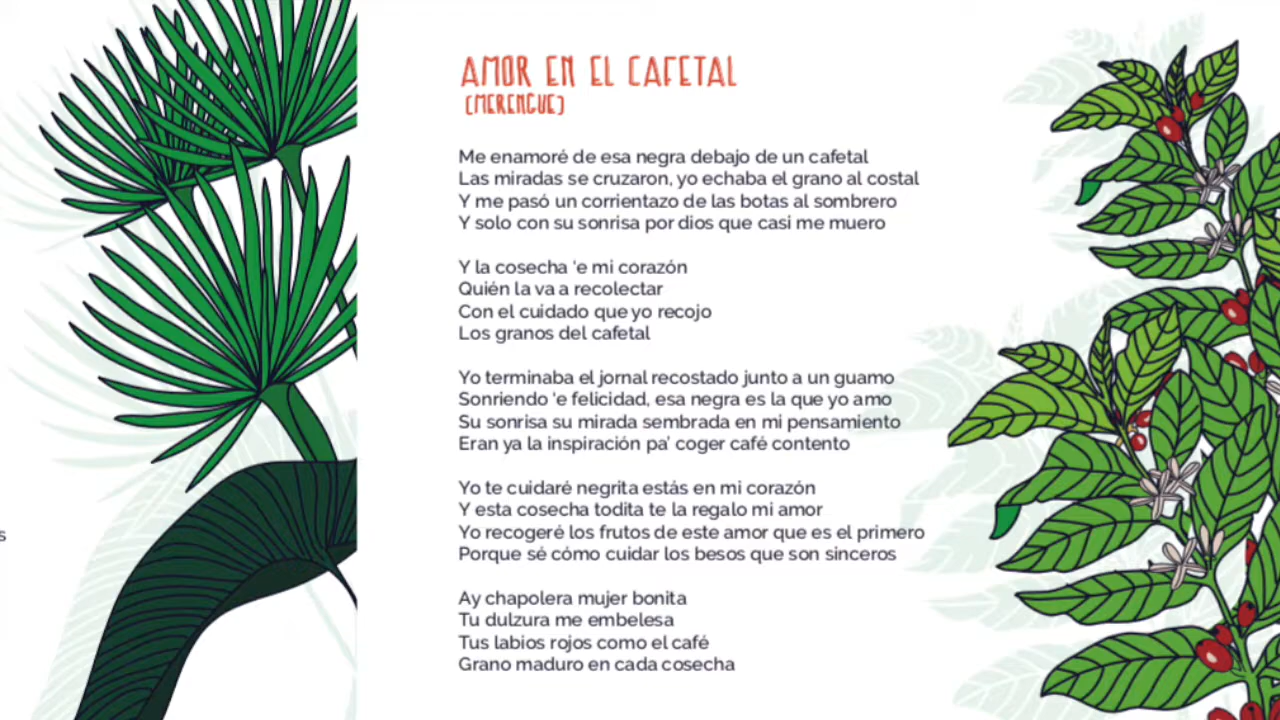 AMOR EN EL CAFETAL
(MERENGUE)
Me enamoré de esa negra debajo de un cafetal
Las miradas se cruzaron, yo echaba el grano al costal
Y me pasó un corrientazo de las botas al sombrero
Y solo con su sonrisa por dios que casi me muero
Y la cosecha ‘e mi corazón
Quién la va a recolectar
Con el cuidado que yo recojo
Los granos del cafetal
Yo terminaba el jornal recostado junto a un guamo
Sonriendo ‘e felicidad, esa negra es la que yo amo
Su sonrisa su mirada sembrada en mi pensamiento
Eran ya la inspiración pa’ coger café contento
Yo te cuidaré negrita estás en mi corazón
Y esta cosecha todita te la regalo mi amor
Yo recogeré los frutos de este amor que es el primero
Porque sé cómo cuidar los besos que son sinceros
Ay chapolera mujer bonita
Tu dulzura me embelesa
Tus labios rojos como el café
Grano maduro en cada cosecha